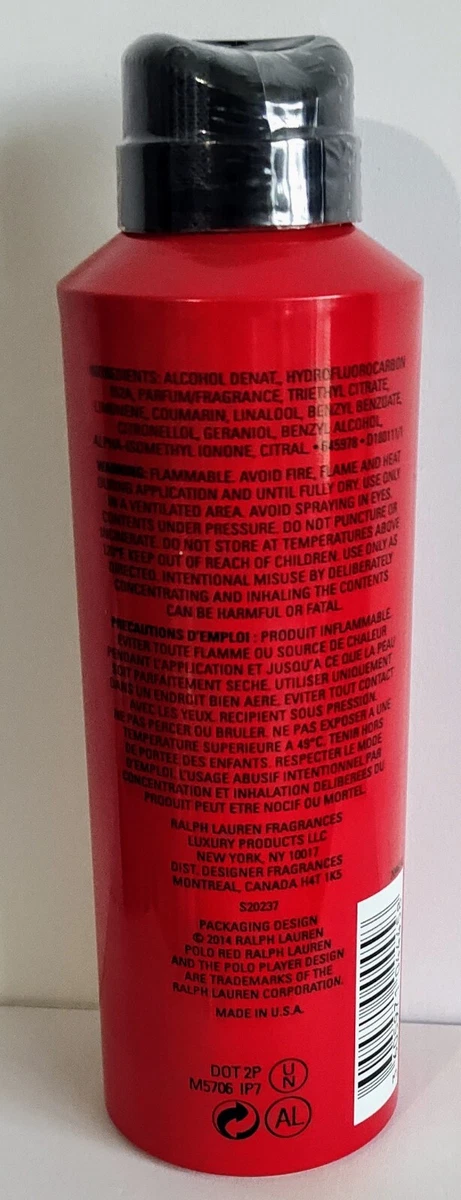 INGREDIENTS: ALCOHOL DENAT., HYDROFLUOROCARBON
152A, PARFUM/FRAGRANCE, TRIETHYL CITRATE,
LIMONENE, COUMARIN, LINALOOL, BENZYL BENZOATE,
CITRONELLOL, GERANIOL, BENZYL ALCOHOL,
ALPHA-ISOMETHYL IONONE, CITRAL. • 645978 • D180111/1
WARNING: FLAMMABLE. AVOID FIRE, FLAME AND HEAT
DURING APPLICATION AND UNTIL FULLY DRY. USE ONLY
IN A VENTILATED AREA. AVOID SPRAYING IN EYES.
CONTENTS UNDER PRESSURE. DO NOT PUNCTURE OR
INCINERATE. DO NOT STORE AT TEMPERATURES ABOVE
120°F. KEEP OUT OF REACH OF CHILDREN. USE ONLY AS
DIRECTED. INTENTIONAL MISUSE BY DELIBERATELY
CONCENTRATING AND INHALING THE CONTENTS
CAN BE HARMFUL OR FATAL.
PRECAUTIONS D'EMPLOI : PRODUIT INFLAMMABLE.
EVITER TOUTE FLAMME OU SOURCE DE CHALEUR
PENDANT L'APPLICATION ET JUSQU'A CE QUE LA PEAU
SOIT PARFAITEMENT SECHE. UTILISER UNIQUEMENT
DANS UN ENDROIT BIEN AERE. EVITER TOUT CONTACT
AVEC LES YEUX. RECIPIENT SOUS PRESSION.
NE PAS PERCER OU BRULER. NE PAS EXPOSER A UNE
TEMPERATURE SUPERIEURE A 49°C. TENIR HORS
DE PORTEE DES ENFANTS. RESPECTER LE MODE
D'EMPLOI. L'USAGE ABUSIF INTENTIONNEL PAR
CONCENTRATION ET INHALATION DELIBEREES DU
PRODUIT PEUT ETRE NOCIF OU MORTEL.
RALPH LAUREN FRAGRANCES
LUXURY PRODUCTS LLC
NEW YORK, NY 10017
DIST. DESIGNER FRAGRANCES
MONTREAL, CANADA H4T 1K5
S20237
PACKAGING DESIGN
© 2014 RALPH LAUREN
POLO RED RALPH LAUREN
AND THE POLO PLAYER DESIGN
ARE TRADEMARKS OF THE
RALPH LAUREN CORPORATION.
MADE IN U.S.A.
DOT 2P
M5706 IP7
UN
AL